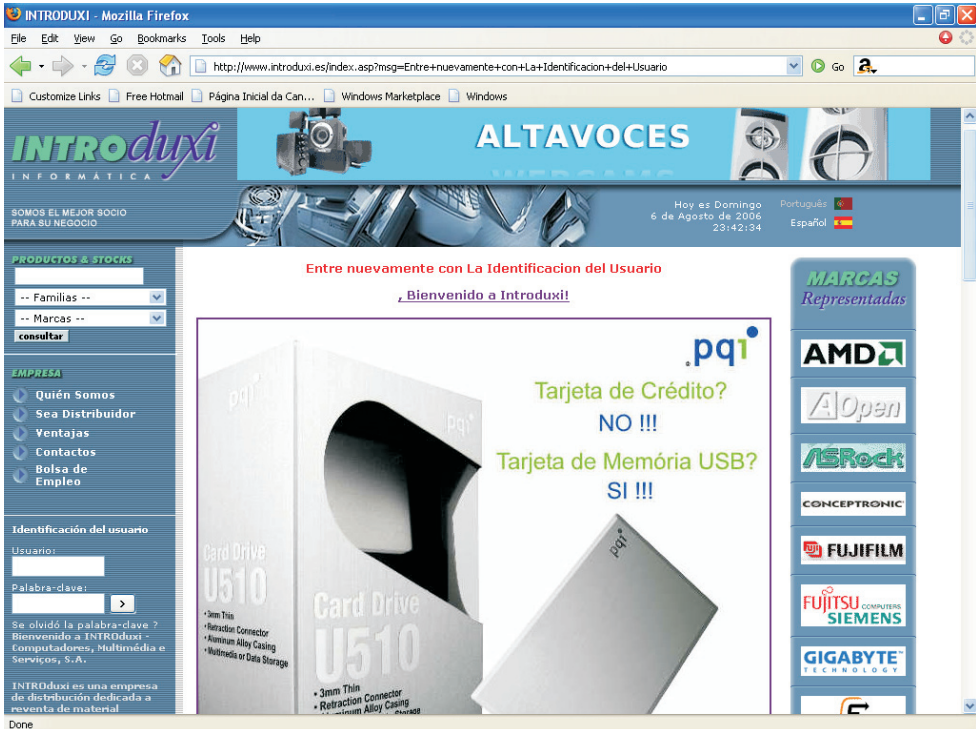 INTRODUXI - Mozilla Firefox
File Edit View Go Bookmarks Tools Help
http://www.introduxi.es/index.asp?msg=Entre+nuevamente+con+La+Identificacion+del+Usuario
Go
a.
Customize Links Free Hotmail Página Inicial da Can... Windows Marketplace Windows
INTROduxi
INFORMÁTICA
ALTAVOCES
WEBCAMS
SOMOS EL MEJOR SOCIO
PARA SU NEGOCIO
Hoy es Domingo
6 de Agosto de 2006
23:42:34
Português
Español
PRODUCTOS & STOCKS
-- Familias --
-- Marcas --
consultar
EMPRESA
Quién Somos
Sea Distribuidor
Ventajas
Contactos
Bolsa de
Empleo
Identificación del usuario
Usuario:
Palabra-clave:
>
Se olvidó la palabra-clave ?
Bienvenido a INTROduxi -
Computadores, Multimédia e
Serviços, S.A.
INTROduxi es una empresa
de distribución dedicada a
reventa de material
Entre nuevamente con La Identificacion del Usuario
, Bienvenido a Introduxi!
pqi
pqi
.pqi
Tarjeta de Crédito?
NO !!!
Tarjeta de Memória USB?
SI !!!
pqi
Card Drive
U510
• 3mm Thin
• Retraction Connector
• Aluminum Alloy Casing
• Multimedia or Data Storage
Card Drive
U510
• 3mm Thin
• Retraction Connector
Aluminum Alloy Casing
Storage
MARCAS
Representadas
AMD
AOpen
ASRock
CONCEPTRONIC
FUJIFILM
FUJITSU COMPUTERS
SIEMENS
GIGABYTE
TECHNOLOGY
Done